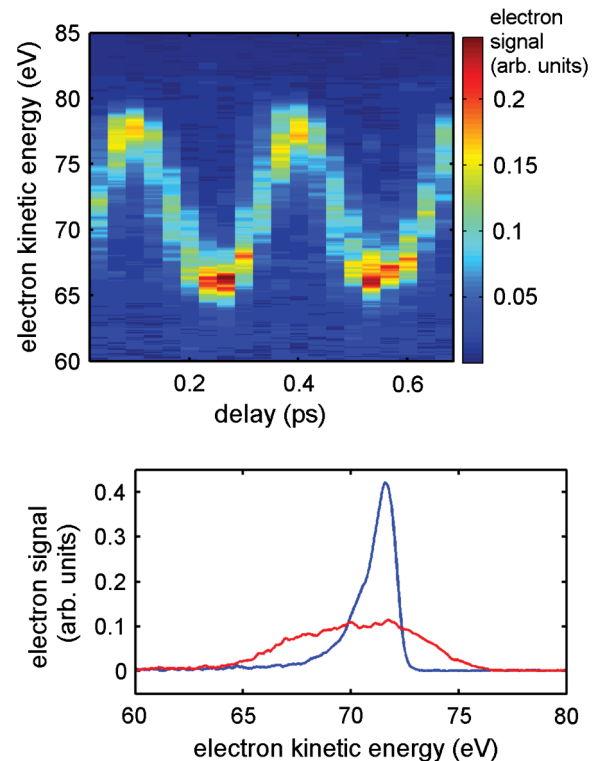 electron
signal
(arb. units)
electron kinetic energy (eV)
85
80
75
70
65
60
0.2
0.4
0.6
delay (ps)
0.2
0.15
0.1
0.05
electron signal
(arb. units)
0.4
0.3
0.2
0.1
0
60
65
70
75
80
electron kinetic energy (eV)